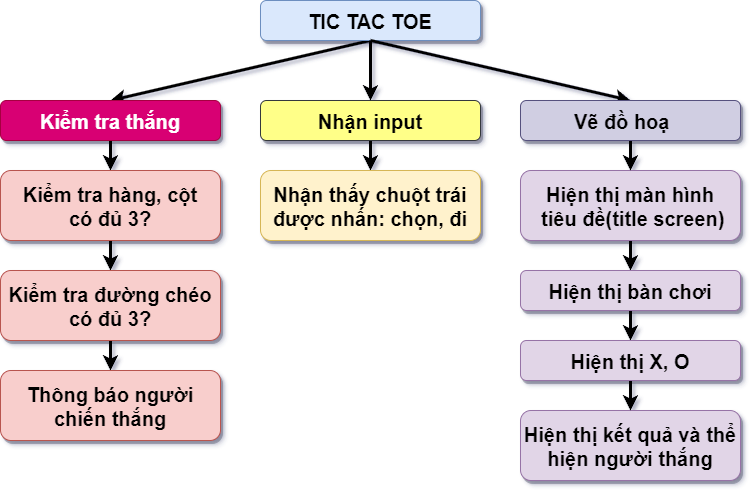 TIC TAC TOE
Kiểm tra thắng
Nhận input
Vẽ đồ hoạ
Kiểm tra hàng, cột
có đủ 3?
Nhận thấy chuột trái
được nhấn: chọn, đi
Hiện thị màn hình
tiêu đề(title screen)
Kiểm tra đường chéo
có đủ 3?
Hiện thị bàn chơi
Hiện thị X, O
Thông báo người
chiến thắng
Hiện thị kết quả và thể
hiện người thắng